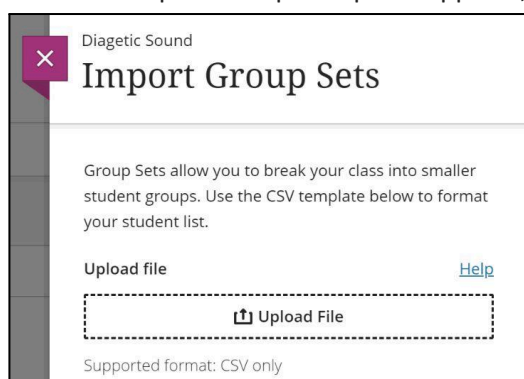 Diagetic Sound
Import Group Sets
Group Sets allow you to break your class into smaller
student groups. Use the CSV template below to format
your student list.
Upload file Help
Upload File
Supported format: CSV only